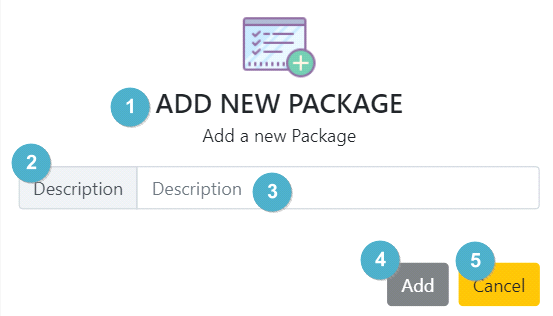 1 ADD NEW PACKAGE
Add a new Package
2
Description Description 3
4 5
Add Cancel